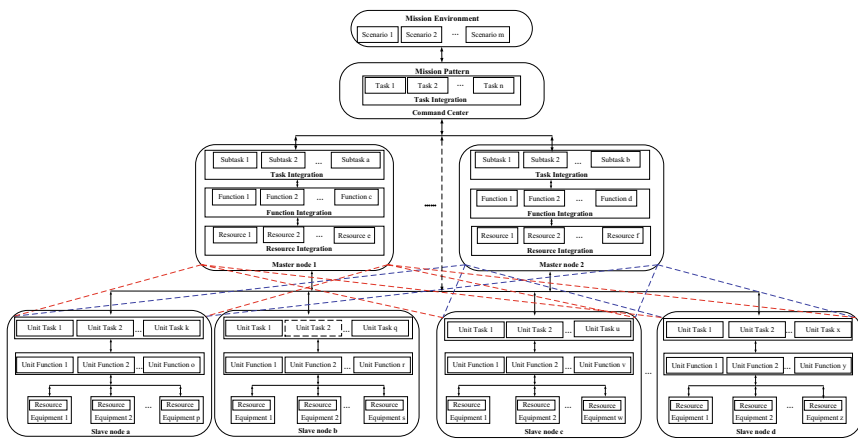 Mission Environment
Scenario 1 Scenario 2 ... Scenario m
Mission Pattern
Task 1 Task 2 ... Task n
Task Integration
Command Center
Subtask 1 Subtask 2 ... Subtask a
Task Integration
Function 1 Function 2 ... Function c
Function Integration
Resource 1 Resource 2 ... Resource e
Resource Integration
Master node 1
......
Subtask 1 Subtask 2 ... Subtask b
Task Integration
Function 1 Function 2 ... Function d
Function Integration
Resource 1 Resource 2 ... Resource f
Resource Integration
Master node 2
Unit Task 1 Unit Task 2 ... Unit Task k
Unit Function 1 Unit Function 2 ... Unit Function o
Resource Resource Resource
Equipment 1 Equipment 2 ... Equipment p
Slave node a
Unit Task 1 Unit Task 2 ... Unit Task q
Unit Function 1 Unit Function 2 ... Unit Function r
Resource Resource Resource
Equipment 1 Equipment 2 ... Equipment s
Slave node b
Unit Task 1 Unit Task 2 ... Unit Task u
Unit Function 1 Unit Function 2 ... Unit Function v
Resource Resource Resource
Equipment 1 Equipment 2 ... Equipment w
Slave node c
...
Unit Task 1 Unit Task 2 ... Unit Task x
Unit Function 1 Unit Function 2 ... Unit Function y
Resource Resource Resource
Equipment 1 Equipment 2 ... Equipment z
Slave node d